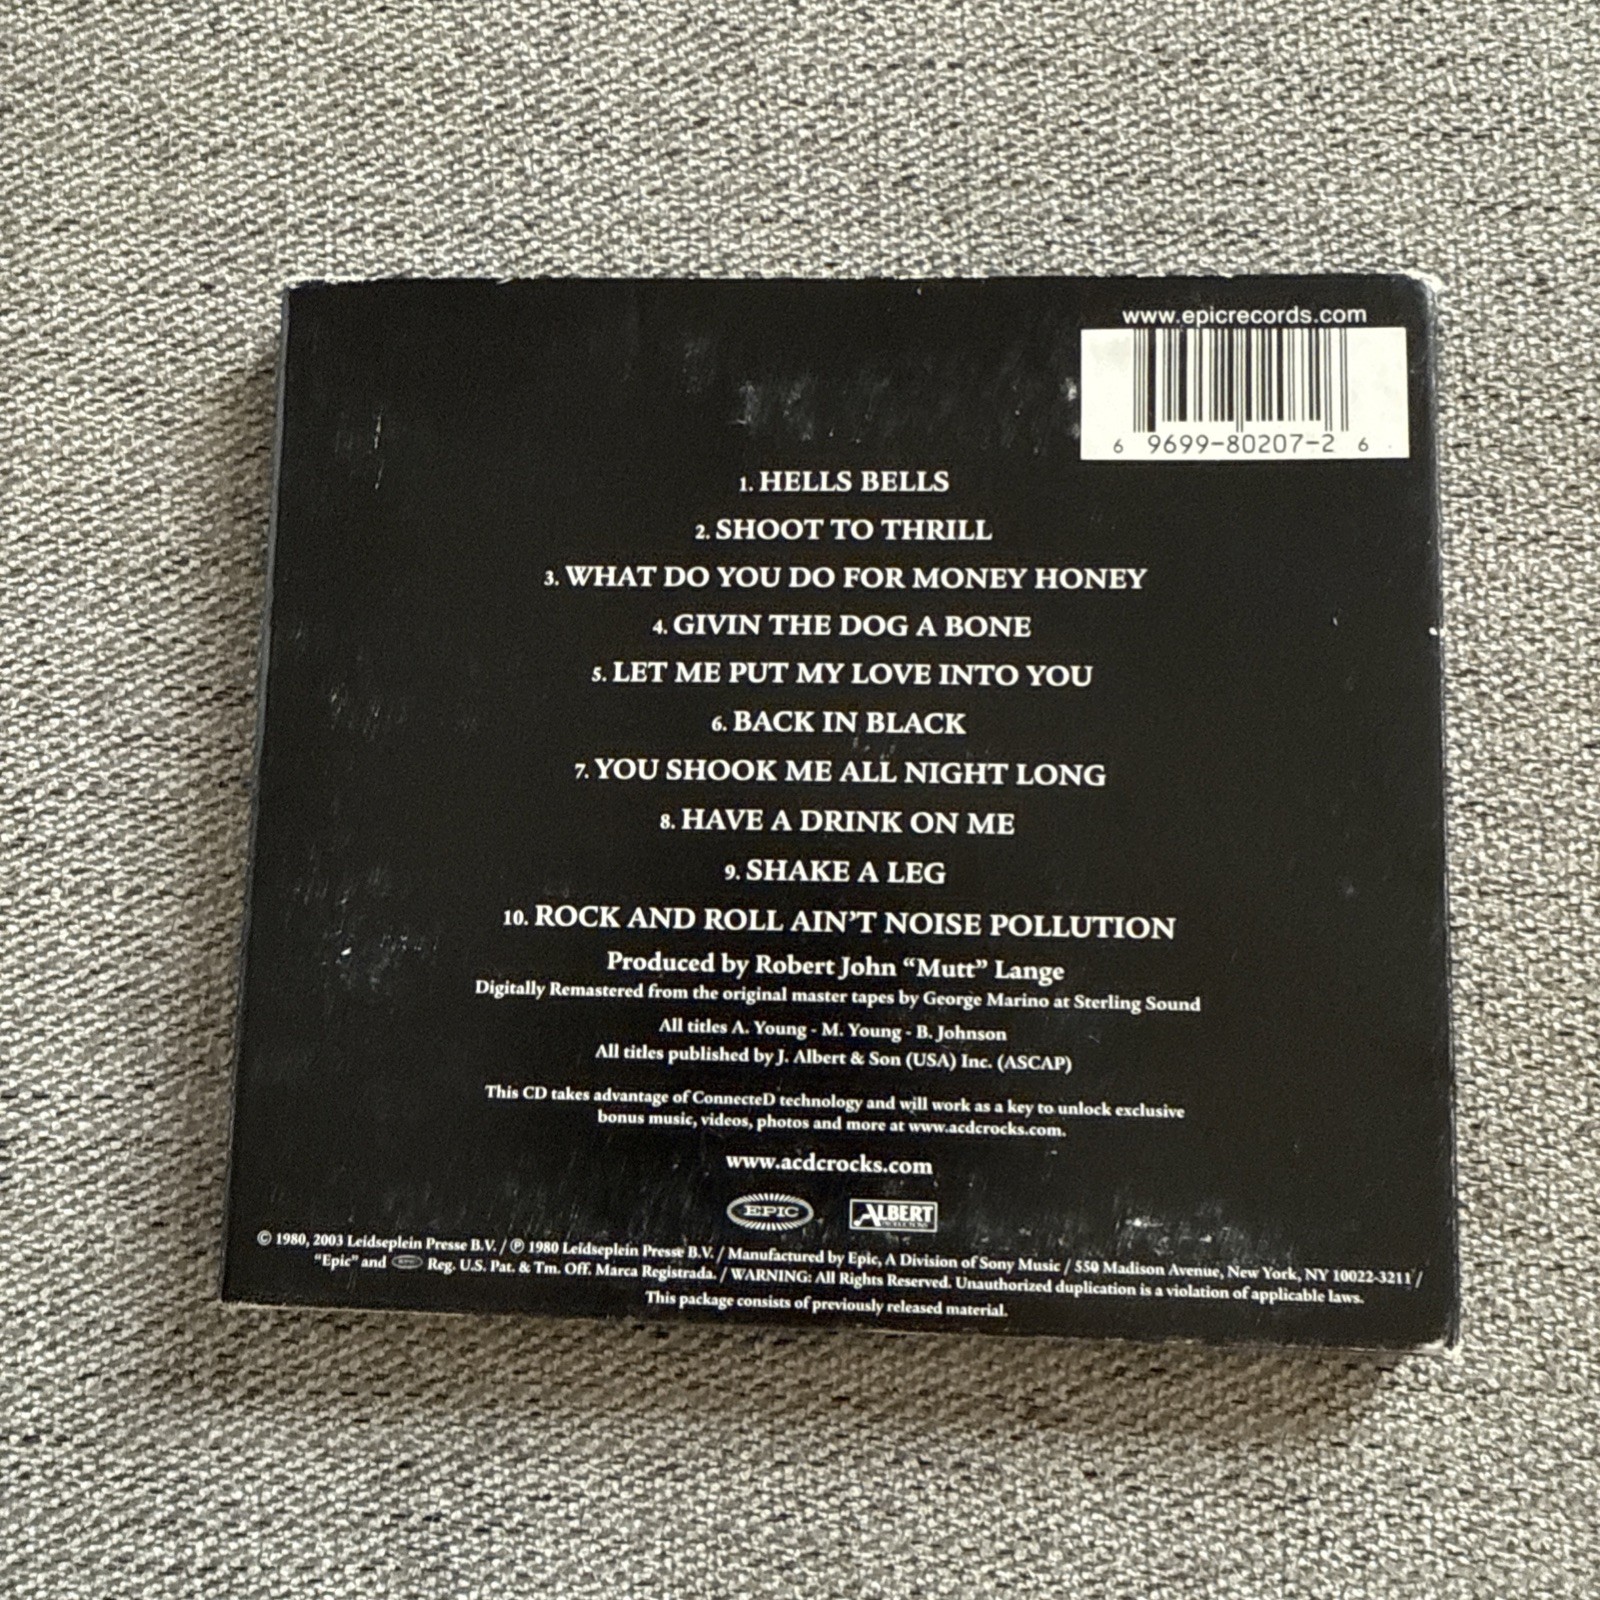 www.epicrecords.com
6 9699-80207-2 6
1. HELLS BELLS
2. SHOOT TO THRILL
3. WHAT DO YOU DO FOR MONEY HONEY
4. GIVIN THE DOG A BONE
5. LET ME PUT MY LOVE INTO YOU
6. BACK IN BLACK
7. YOU SHOOK ME ALL NIGHT LONG
8. HAVE A DRINK ON ME
9. SHAKE A LEG
10. ROCK AND ROLL AIN'T NOISE POLLUTION
Produced by Robert John “Mutt” Lange
Digitally Remastered from the original master tapes by George Marino at Sterling Sound
All titles A. Young - M. Young - B. Johnson
All titles published by J. Albert & Son (USA) Inc. (ASCAP)
This CD takes advantage of ConnecteD technology and will work as a key to unlock exclusive
bonus music, videos, photos and more at www.acdcrocks.com.
www.acdcrocks.com
EPIC ALBERT PRODUCTIONS
© 1980, 2003 Leidseplein Presse B.V. / ℗ 1980 Leidseplein Presse B.V. / Manufactured by Epic, A Division of Sony Music / 550 Madison Avenue, New York, NY 10022-3211 /
“Epic” and EPIC Reg. U.S. Pat. & Tm. Off. Marca Registrada. / WARNING: All Rights Reserved. Unauthorized duplication is a violation of applicable laws.
This package consists of previously released material.